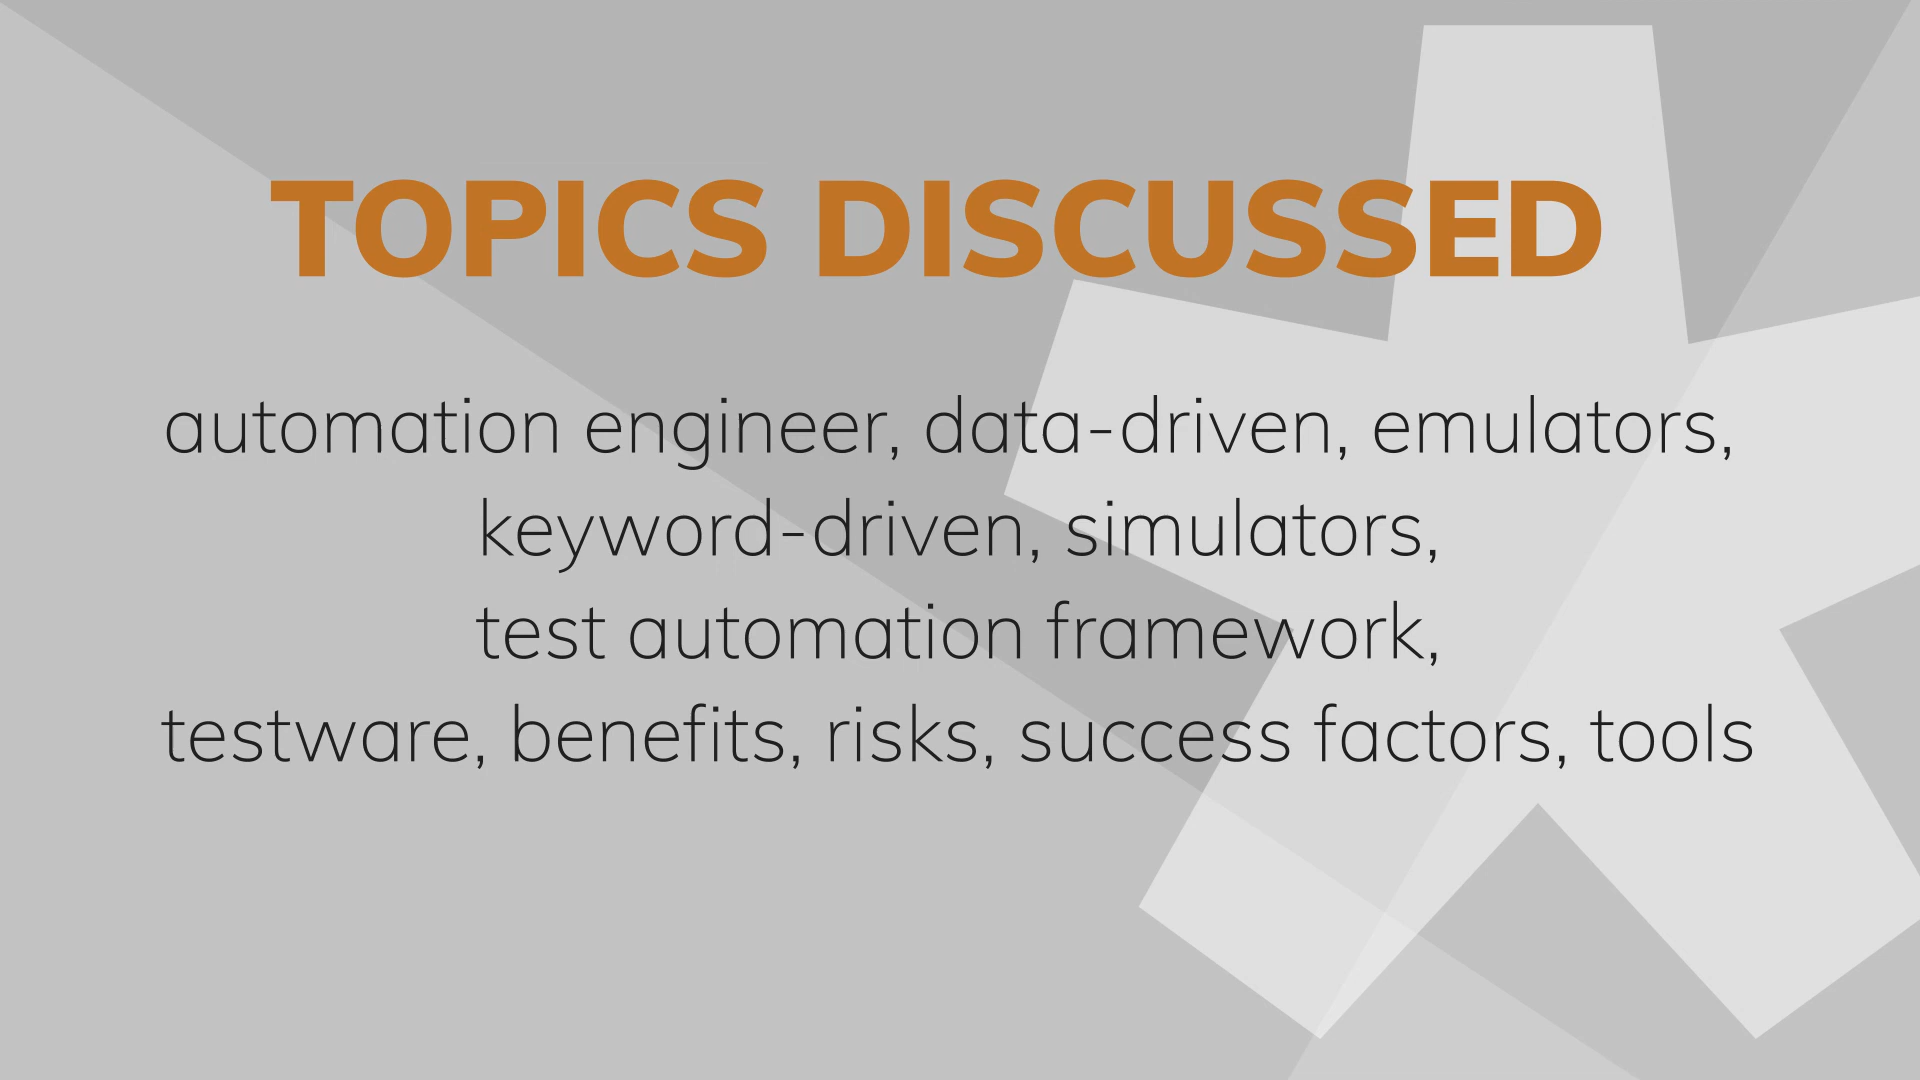 TOPICS DISCUSSED
automation engineer, data-driven, emulators,
keyword-driven, simulators,
test automation framework,
testware, benefits, risks, success factors, tools